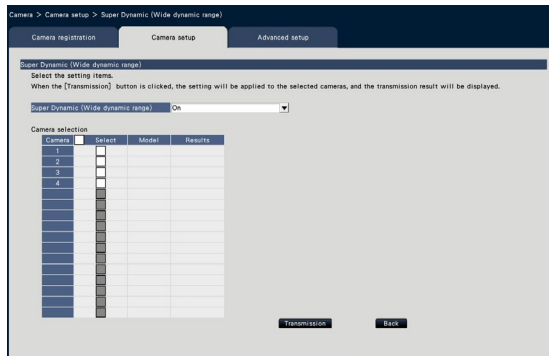 Camera > Camera setup > Super Dynamic (Wide dynamic range)
Camera registration Camera setup Advanced setup
Super Dynamic (Wide dynamic range)
Select the setting items.
When the [Transmission] button is clicked, the setting will be applied to the selected cameras, and the transmission result will be displayed.
Super Dynamic (Wide dynamic range) On
Camera selection
Camera Select Model Results
1
2
3
4
Transmission Back